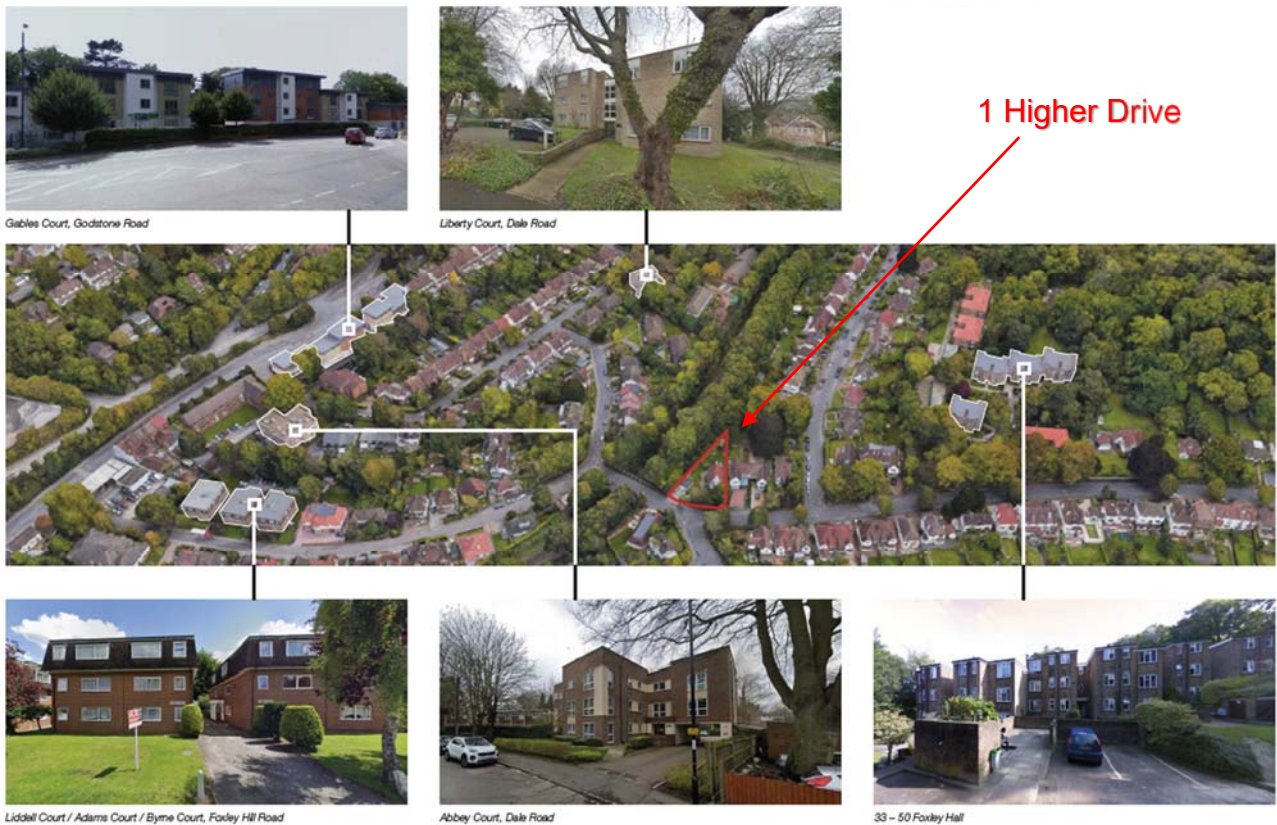 1 Higher Drive
Gables Court, Godstone Road
Liberty Court, Dale Road
Liddell Court / Adams Court / Byrne Court, Foxley Hill Road
Abbey Court, Dale Road
33 – 50 Foxley Hall